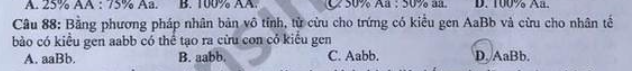 A. 25% AA : 75% Aa. B. 100% AA. C. 50% Aa : 50% aa. D. 100% Aa.
Câu 88: Bằng phương pháp nhân bản vô tính, từ cừu cho trứng có kiểu gen AaBb và cừu cho nhân tế
bào có kiểu gen aabb có thể tạo ra cừu con có kiểu gen
A. aaBb. B. aabb. C. Aabb. D. AaBb.